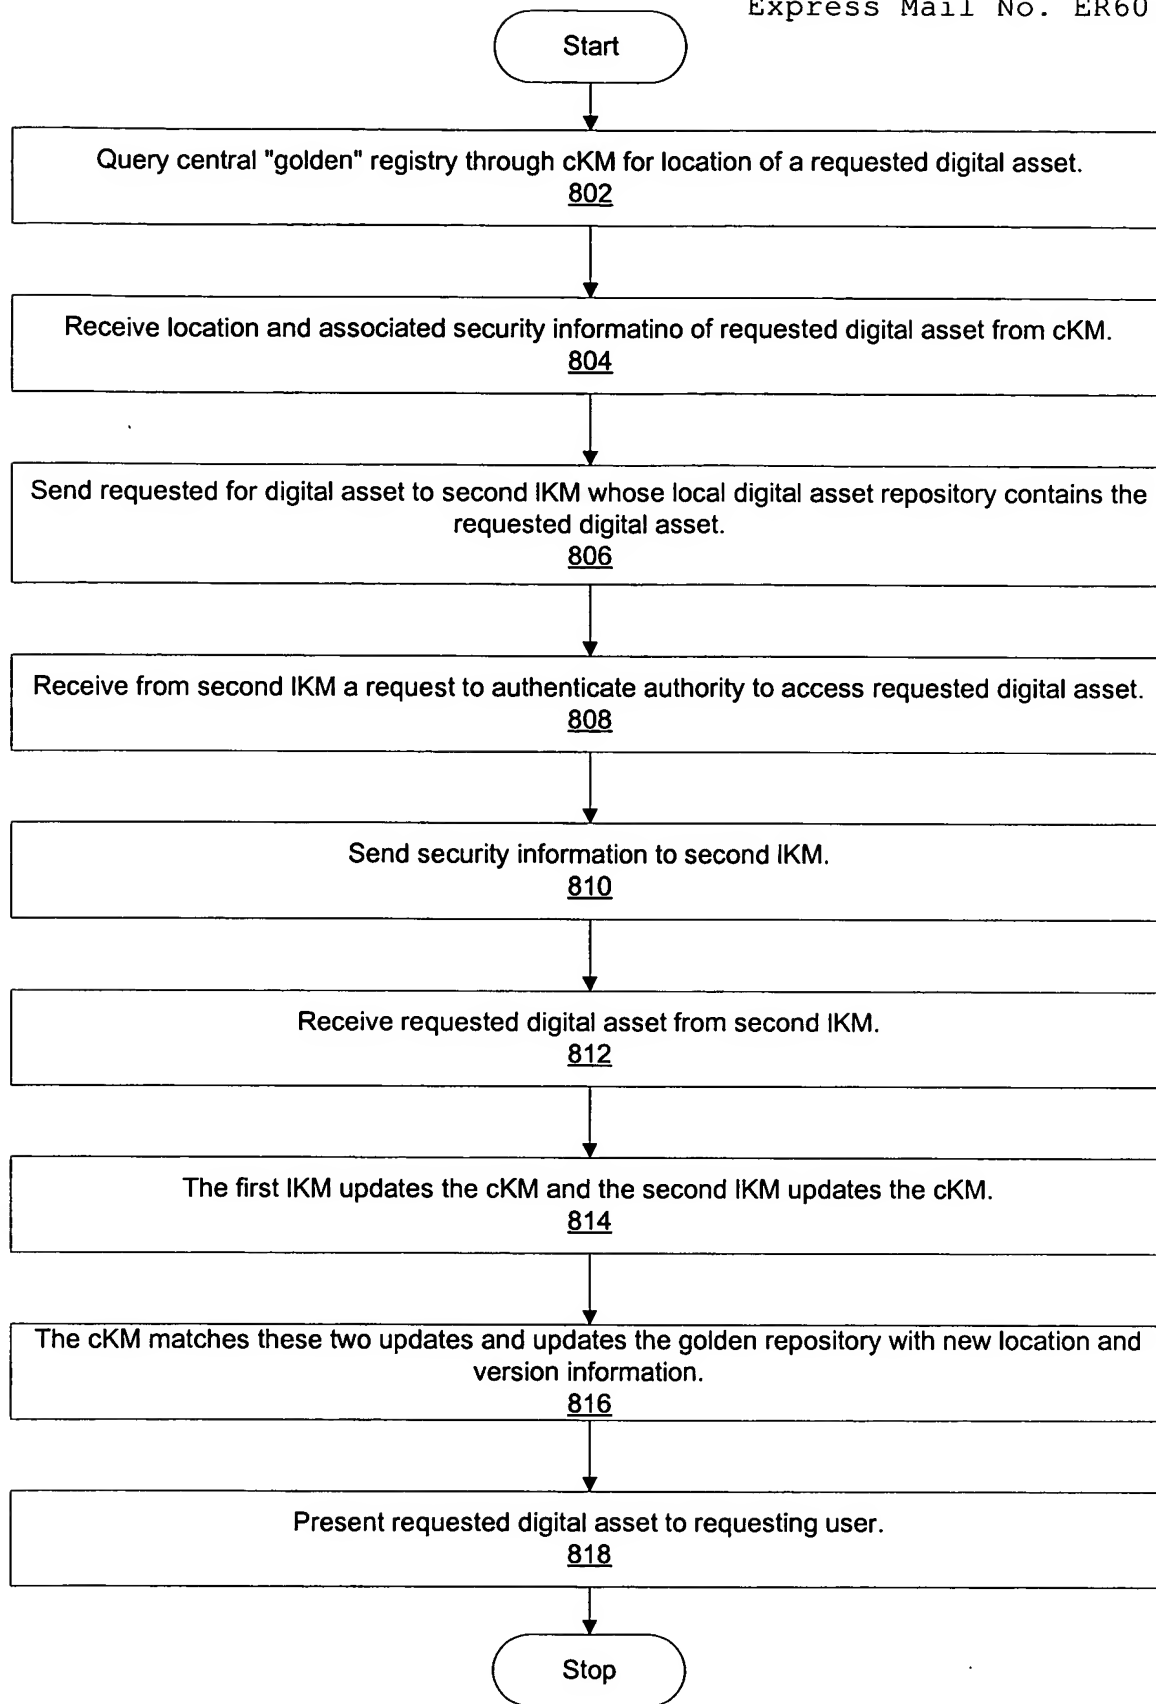 Express Mail No. ER60
Start
Query central "golden" registry through cKM for location of a requested digital asset.
802
Receive location and associated security informatino of requested digital asset from cKM.
804
Send requested for digital asset to second lKM whose local digital asset repository contains the
requested digital asset.
806
Receive from second lKM a request to authenticate authority to access requested digital asset.
808
Send security information to second lKM.
810
Receive requested digital asset from second lKM.
812
The first lKM updates the cKM and the second lKM updates the cKM.
814
The cKM matches these two updates and updates the golden repository with new location and
version information.
816
Present requested digital asset to requesting user.
818
Stop